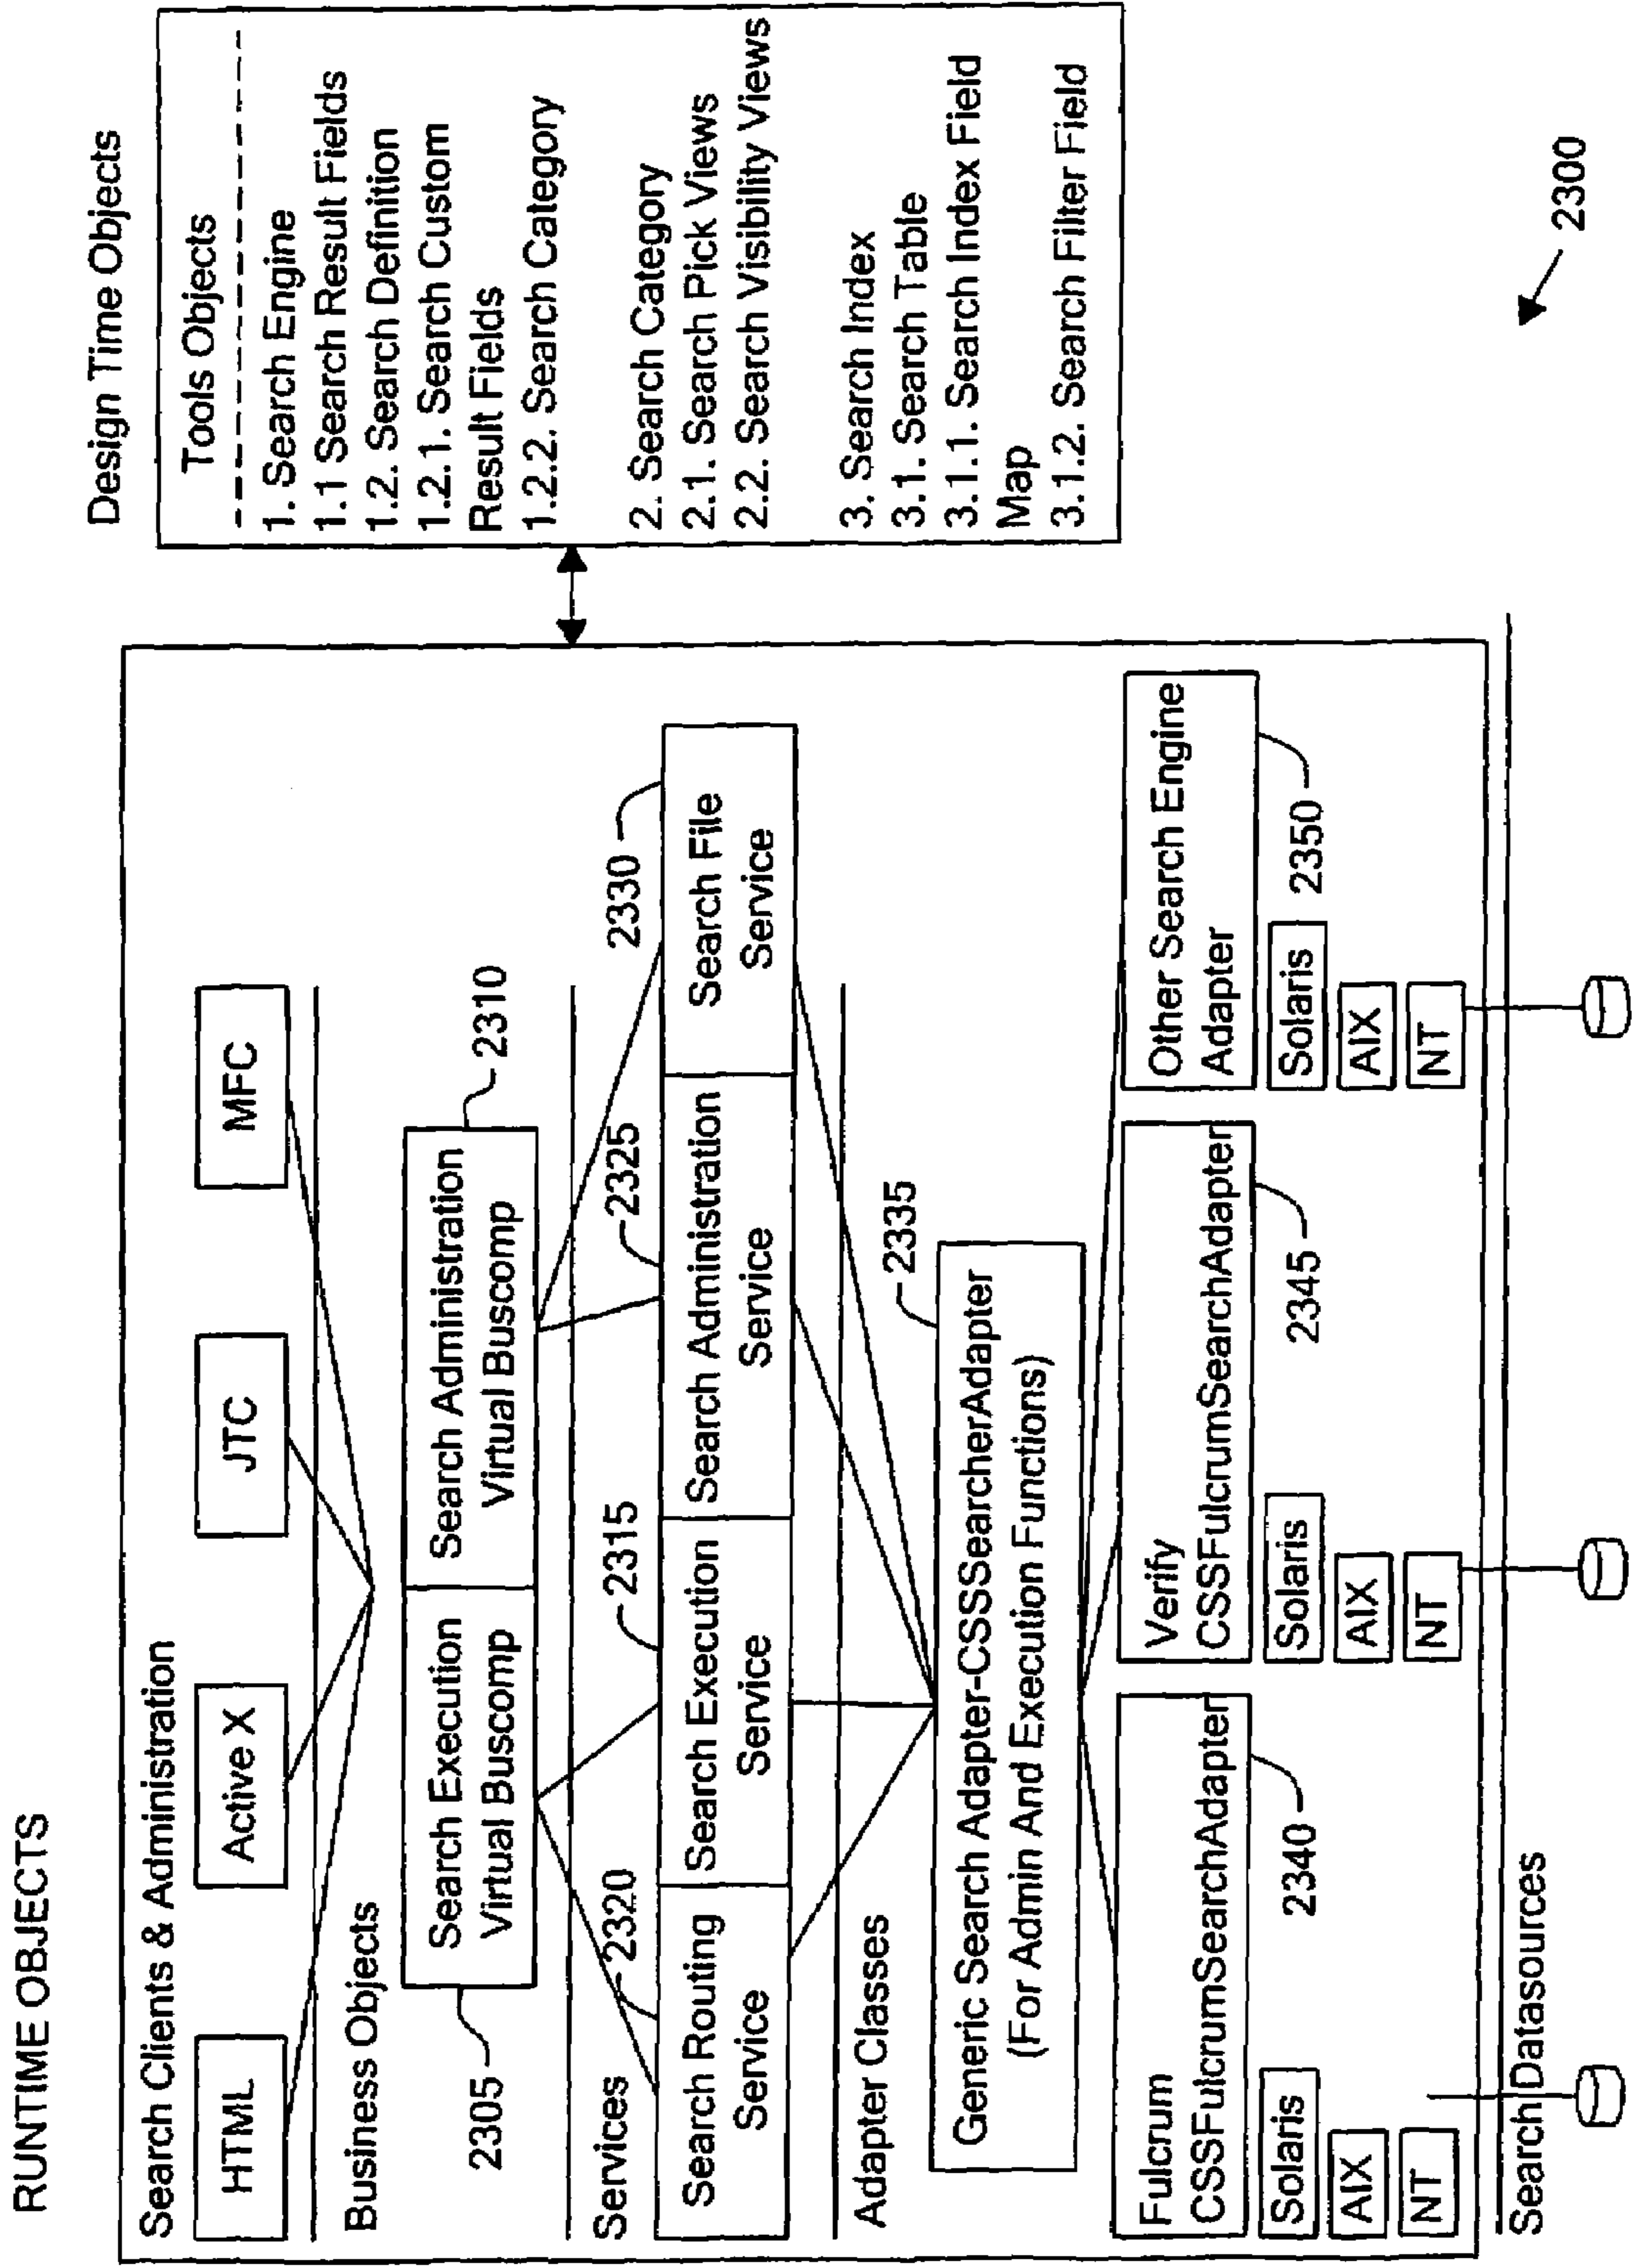 RUNTIME OBJECTS
Search Clients & Administration
HTML
Active X
JTC
MFC
Business Objects
2305
Search Execution
Virtual Buscomp
Search Administration
Virtual Buscomp
2310
Services
2320
2315
2325
2330
Search Routing
Service
Search Execution
Service
Search Administration
Service
Search File
Service
Adapter Classes
2335
Generic Search Adapter-CSSSearcherAdapter
(For Admin And Execution Functions)
Fulcrum
CSSFulcrumSearchAdapter
2340
Solaris
AIX
NT
Verify
CSSFulcrumSearchAdapter
2345
Solaris
AIX
NT
Other Search Engine
Adapter
2350
Solaris
AIX
NT
Search Datasources
Design Time Objects
Tools Objects
1. Search Engine
1.1 Search Result Fields
1.2. Search Definition
1.2.1. Search Custom
Result Fields
1.2.2. Search Category
2. Search Category
2.1. Search Pick Views
2.2. Search Visibility Views
3. Search Index
3.1. Search Table
3.1.1. Search Index Field
Map
3.1.2. Search Filter Field
2300